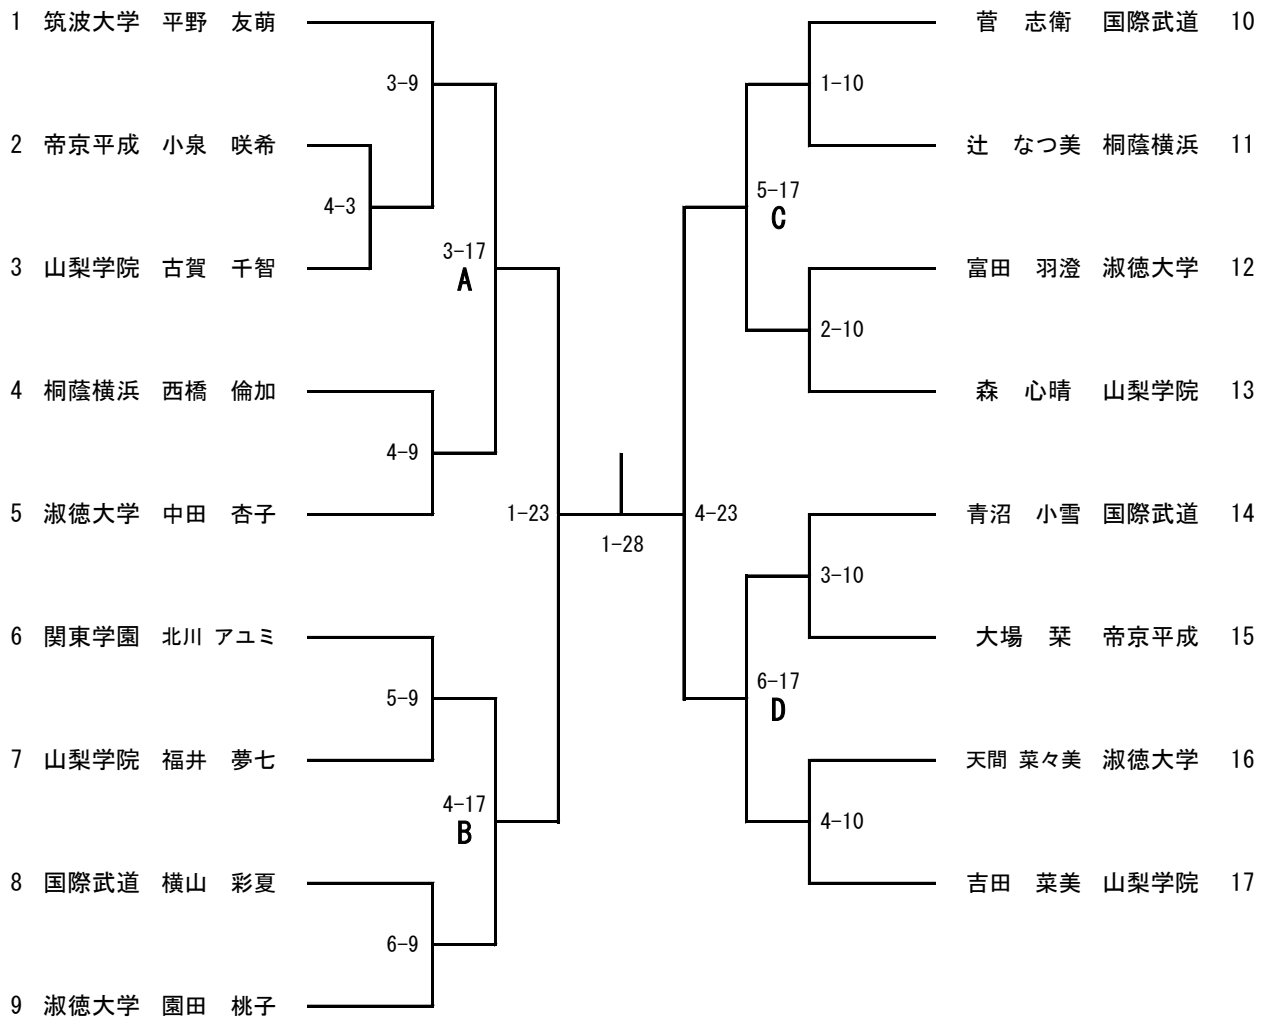 1 筑波大学 平野 友萌
3-9
2 帝京平成 小泉 咲希
4-3
3 山梨学院 古賀 千智
3-17
A
4 桐蔭横浜 西橋 倫加
4-9
5 淑徳大学 中田 杏子
1-23
6 関東学園 北川 アユミ
5-9
7 山梨学院 福井 夢七
4-17
B
8 国際武道 横山 彩夏
6-9
9 淑徳大学 園田 桃子
1-28
菅 志衛 国際武道 10
1-10
辻 なつ美 桐蔭横浜 11
5-17
C
富田 羽澄 淑徳大学 12
2-10
森 心晴 山梨学院 13
4-23
青沼 小雪 国際武道 14
3-10
大場 栞 帝京平成 15
6-17
D
天間 菜々美 淑徳大学 16
4-10
吉田 菜美 山梨学院 17